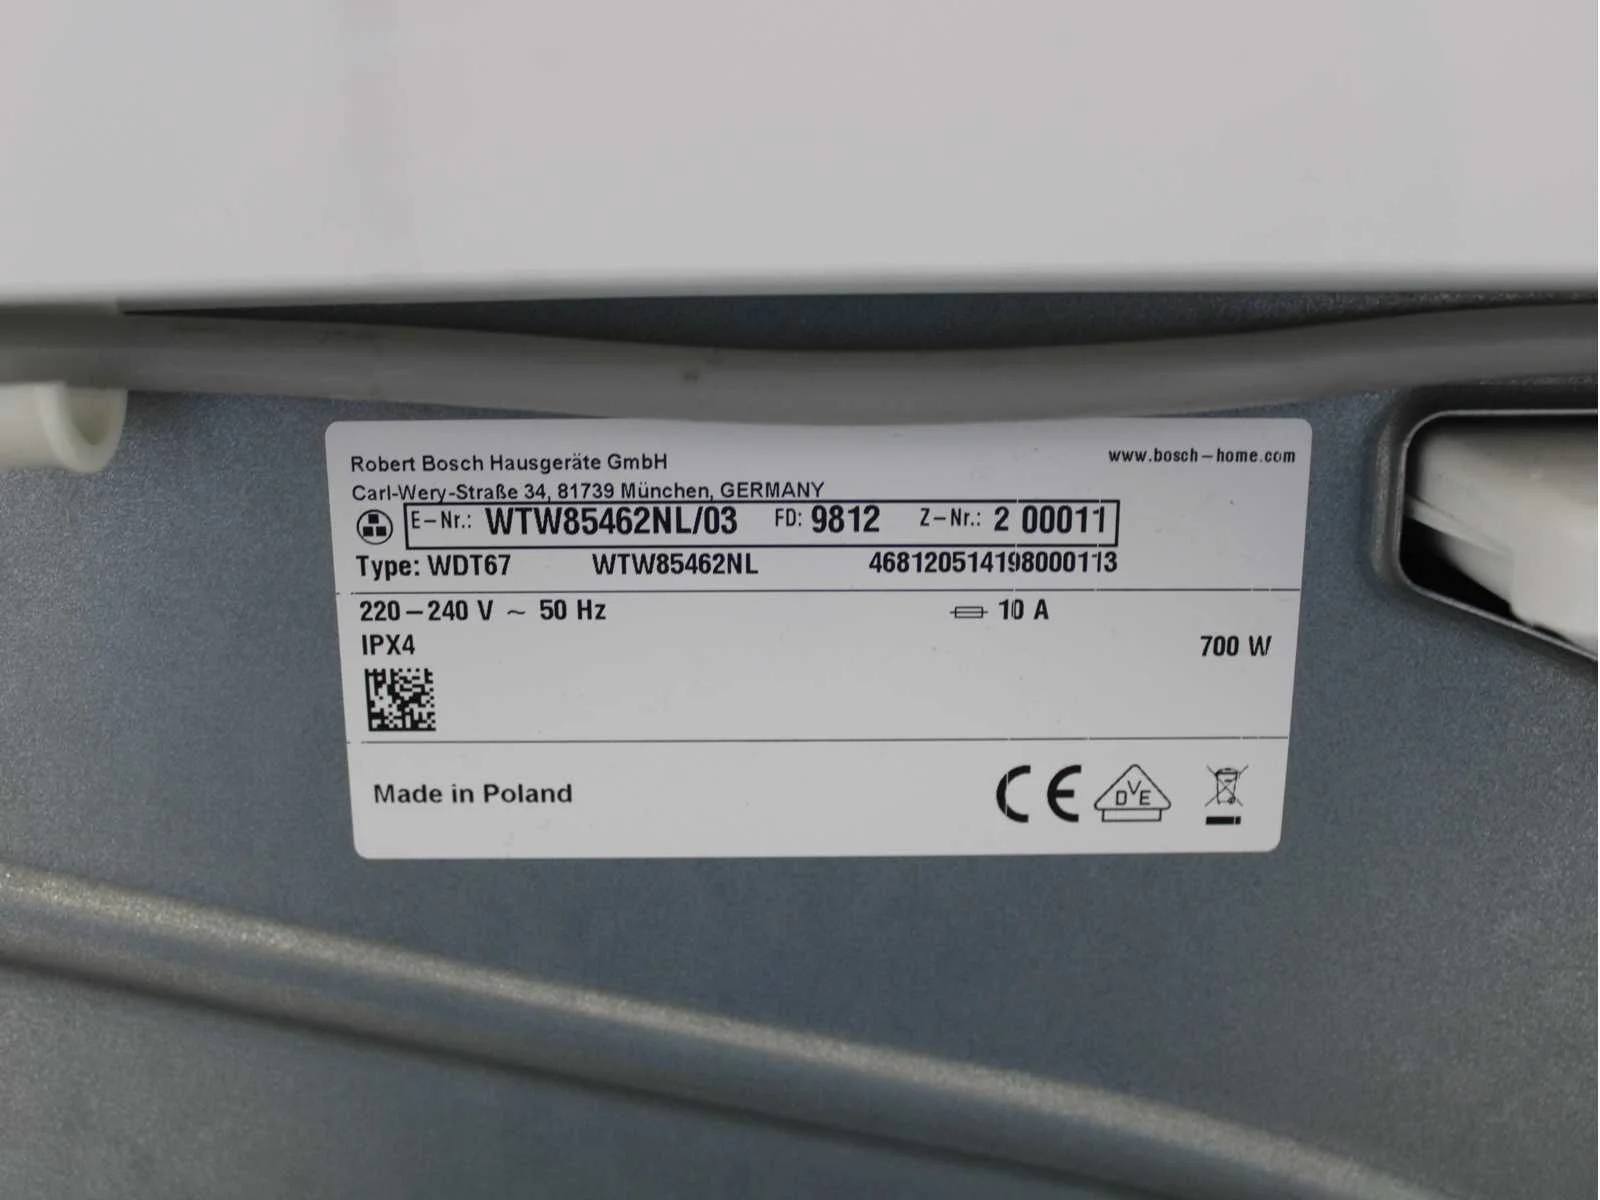 Robert Bosch Hausgeräte GmbH
www.bosch-home.com
Carl-Wery-Straße 34, 81739 München, GERMANY
E-Nr.: WTW85462NL/03 FD: 9812 Z-Nr.: 2 00011
Type: WDT67 WTW85462NL 468120514198000113
220-240 V ~ 50 Hz 10 A
IPX4 700 W
Made in Poland
CE DVE